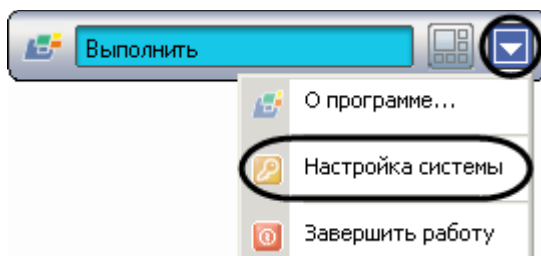 Выполнить
О программе...
Настройка системы
Завершить работу